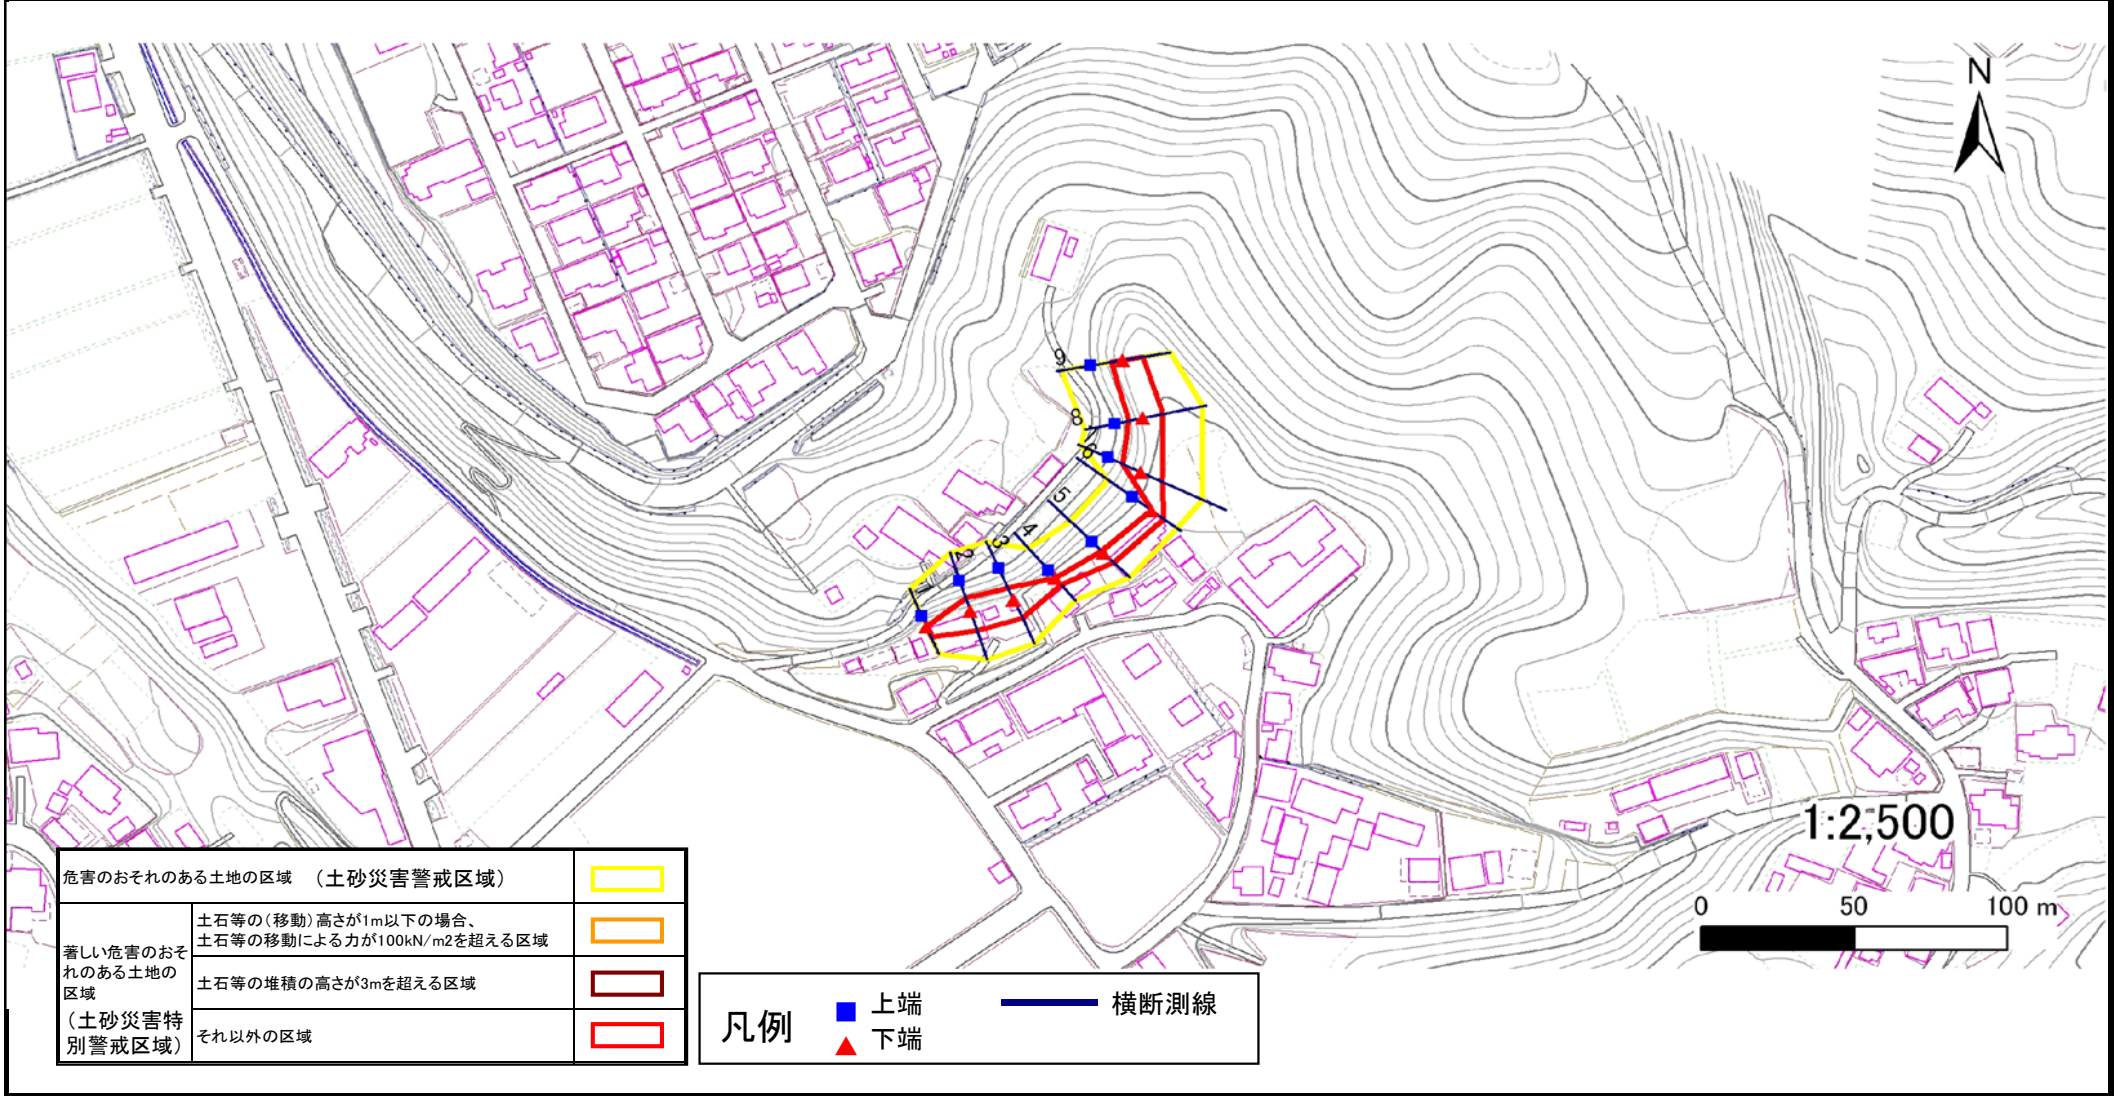 N
9
8
7
6
5
4
3
2
1:2,500
0 50 100 m
危害のおそれのある土地の区域 （土砂災害警戒区域）
著しい危害のおそ
れのある土地の
区域
（土砂災害特
別警戒区域）
土石等の（移動）高さが1m以下の場合、
土石等の移動による力が100kN/m2を超える区域
土石等の堆積の高さが3mを超える区域
それ以外の区域
凡例
上端
下端
横断測線